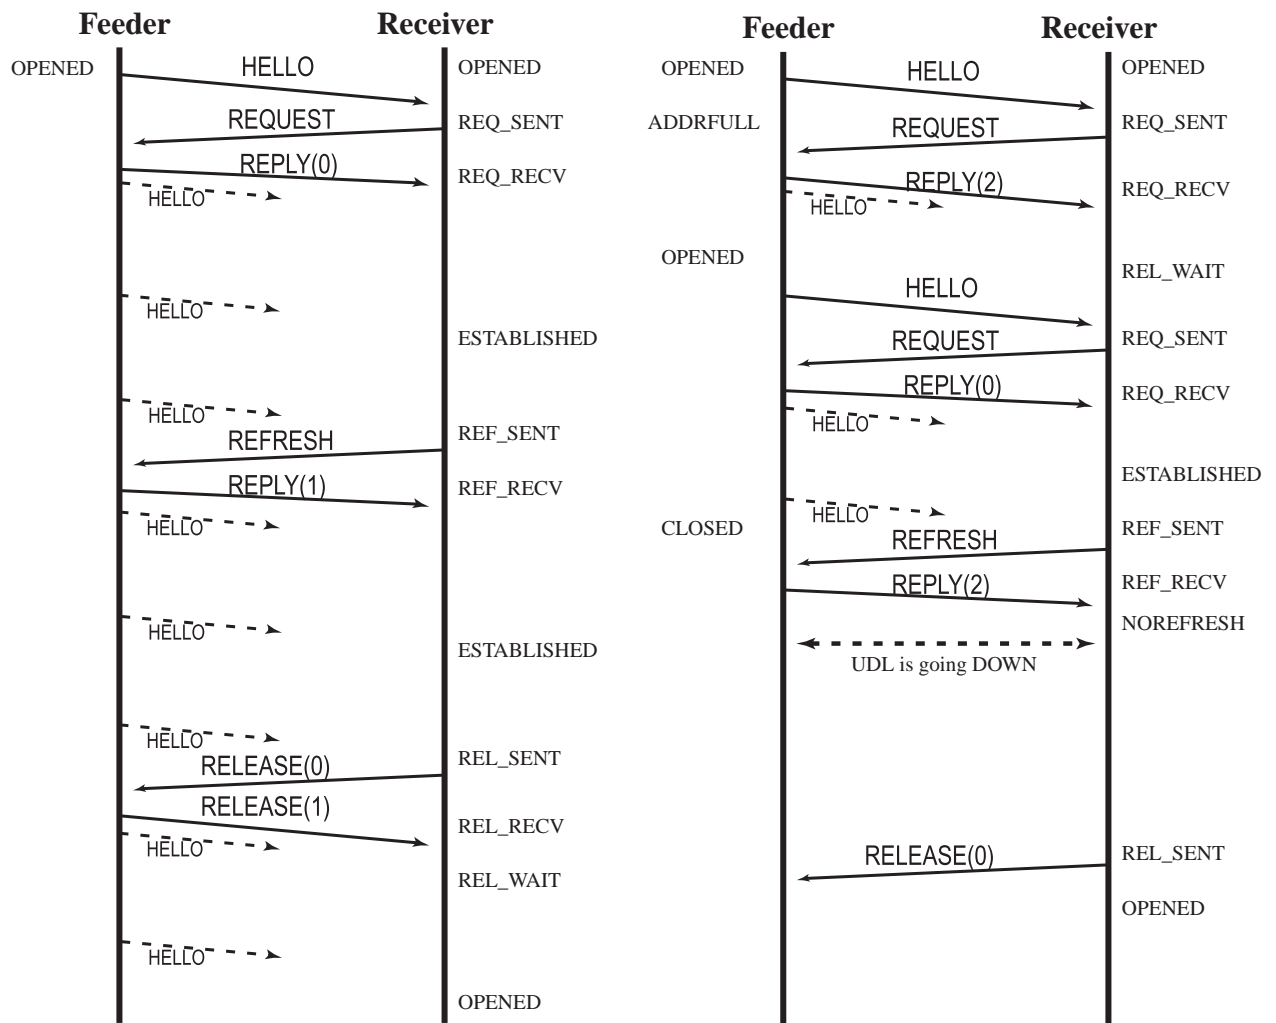 Feeder Receiver
OPENED HELLO OPENED
REQUEST REQ_SENT
REPLY(0) REQ_RECV
HELLO
HELLO
ESTABLISHED
HELLO
REFRESH REF_SENT
REPLY(1) REF_RECV
HELLO
HELLO
ESTABLISHED
HELLO
RELEASE(0) REL_SENT
RELEASE(1) REL_RECV
HELLO
REL_WAIT
HELLO
OPENED
Feeder Receiver
OPENED HELLO OPENED
ADDRFULL REQUEST REQ_SENT
REPLY(2) REQ_RECV
HELLO
OPENED REL_WAIT
HELLO
REQUEST REQ_SENT
REPLY(0) REQ_RECV
HELLO
ESTABLISHED
HELLO
CLOSED REFRESH REF_SENT
REPLY(2) REF_RECV
NOREFRESH
UDL is going DOWN
RELEASE(0) REL_SENT
OPENED